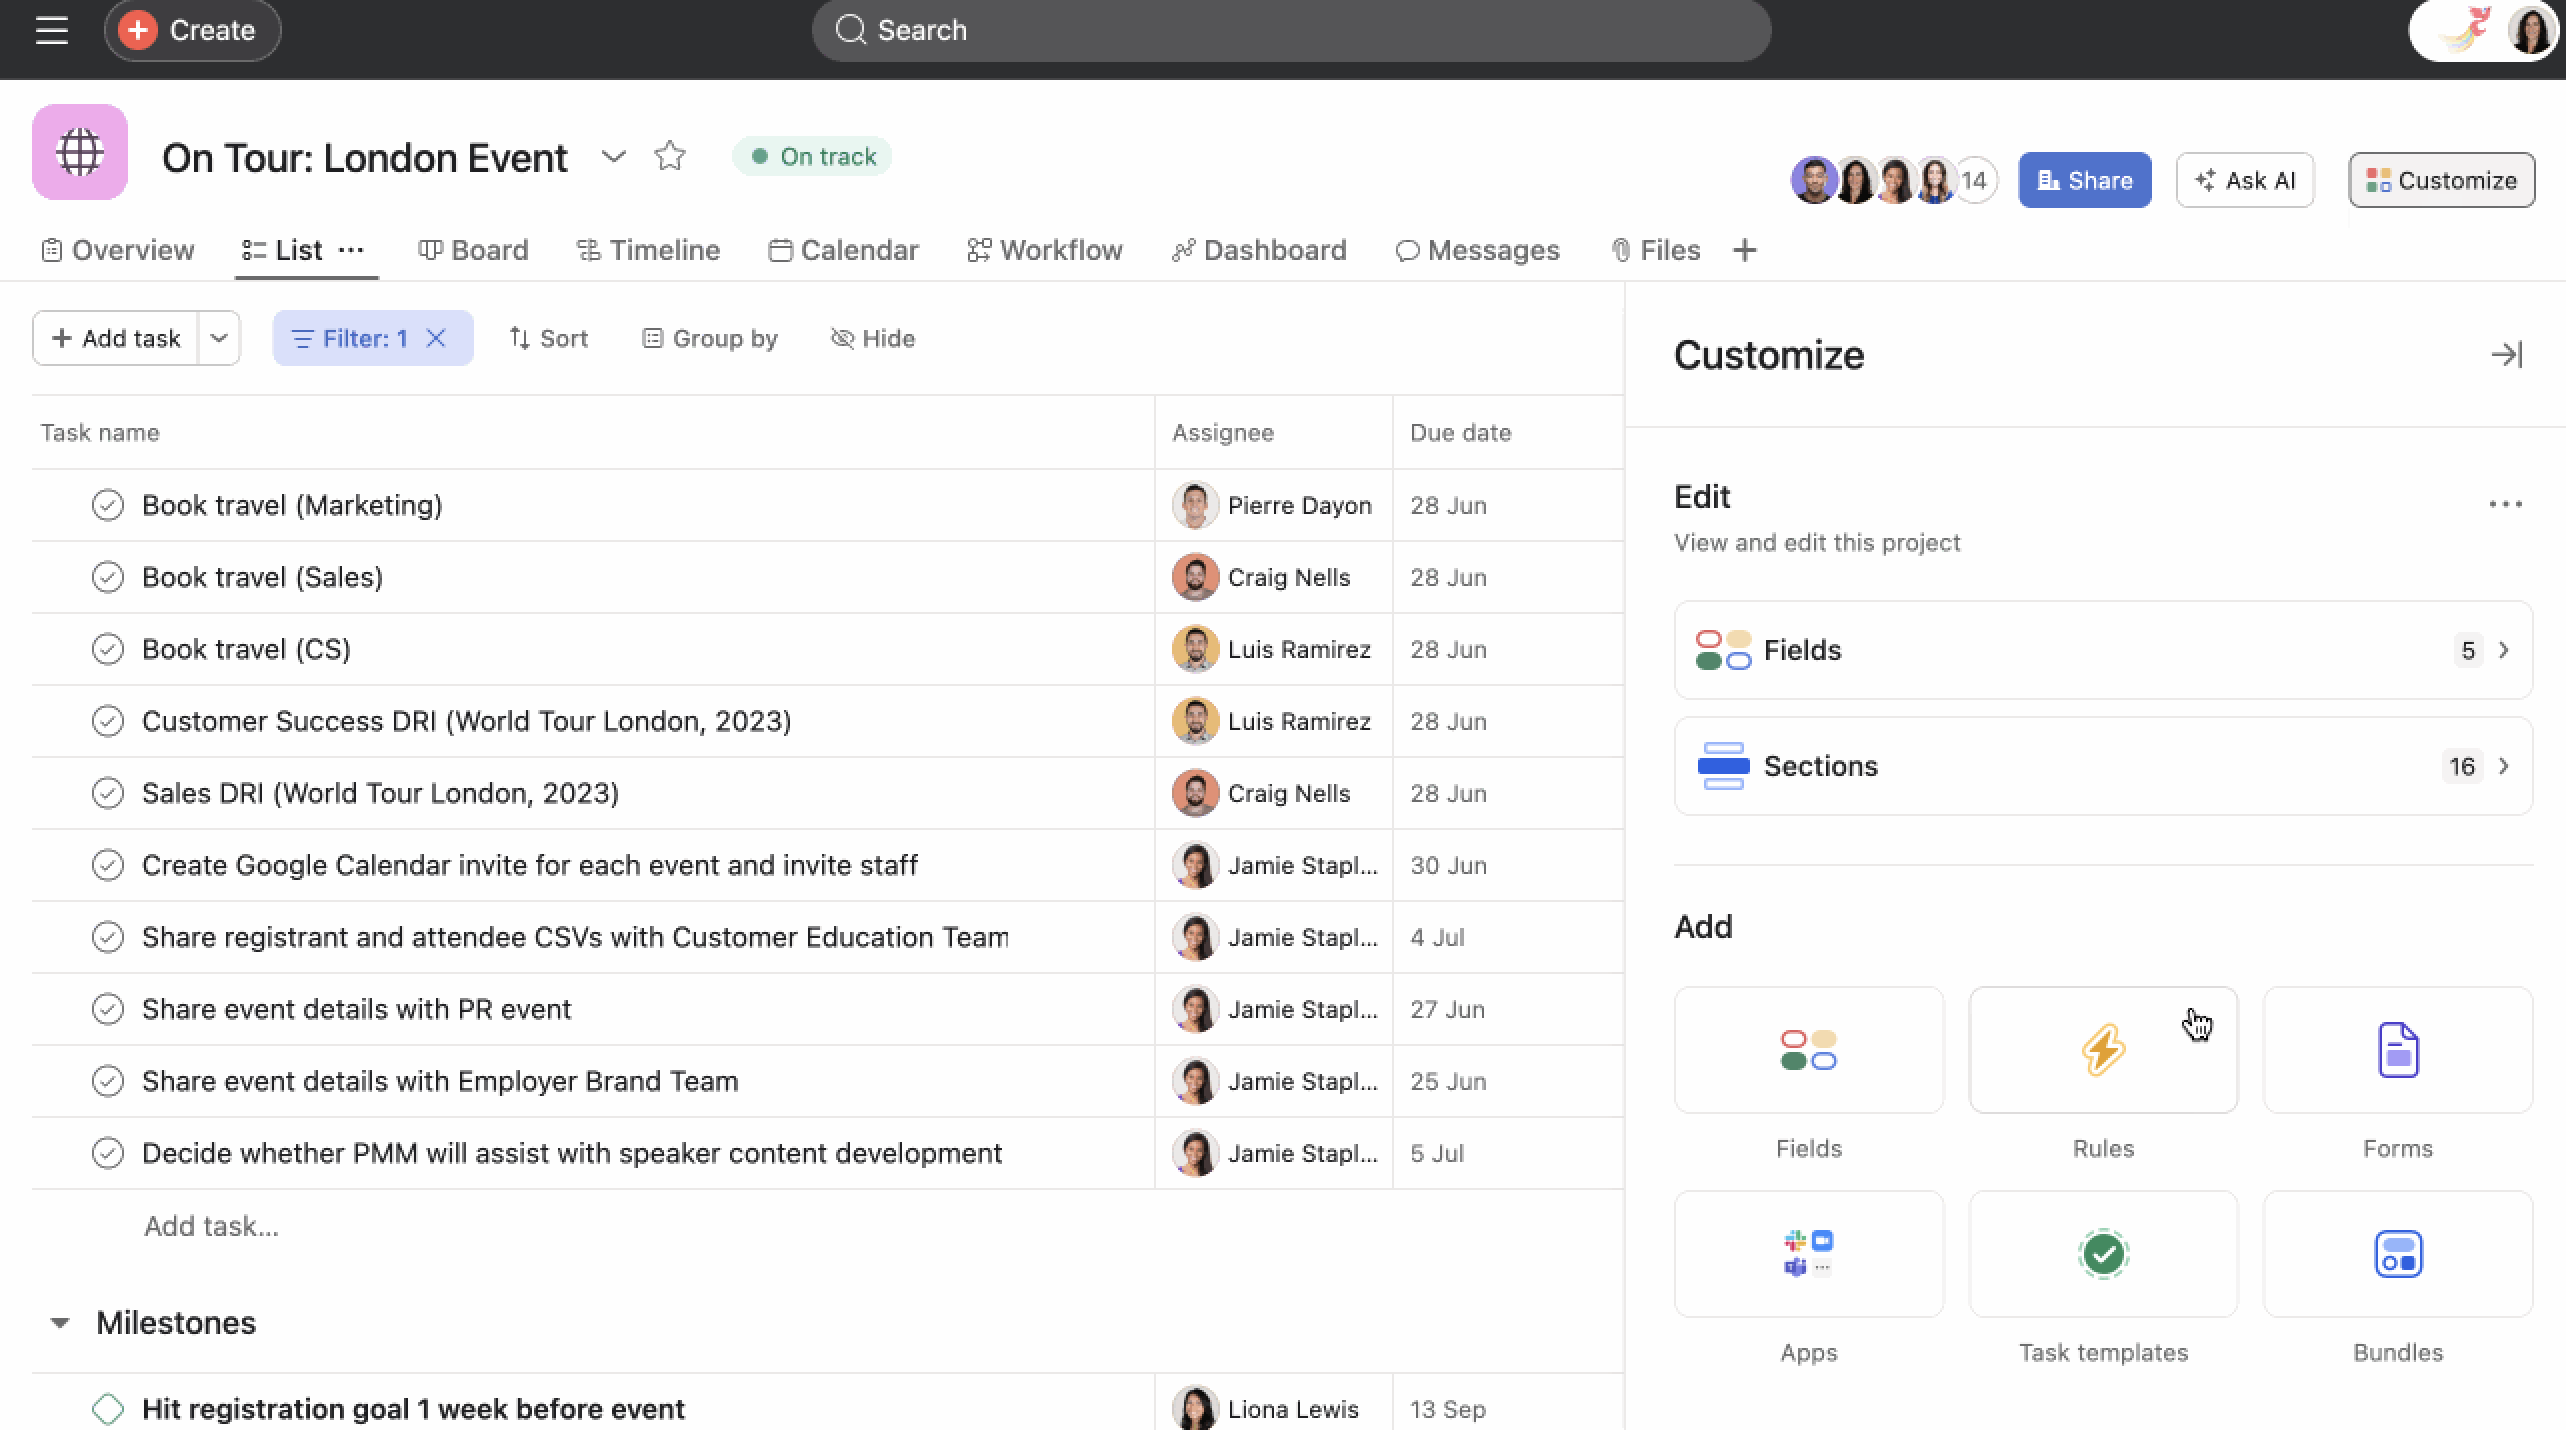 Create
Search
On Tour: London Event
On track
14
Share
Ask AI
Customize
Overview
List
Board
Timeline
Calendar
Workflow
Dashboard
Messages
Files
Add task
Filter: 1
Sort
Group by
Hide
Customize
Task name
Assignee
Due date
Book travel (Marketing)
Pierre Dayon
28 Jun
Book travel (Sales)
Craig Nells
28 Jun
Book travel (CS)
Luis Ramirez
28 Jun
Customer Success DRI (World Tour London, 2023)
Luis Ramirez
28 Jun
Sales DRI (World Tour London, 2023)
Craig Nells
28 Jun
Create Google Calendar invite for each event and invite staff
Jamie Stapl...
30 Jun
Share registrant and attendee CSVs with Customer Education Team
Jamie Stapl...
4 Jul
Share event details with PR event
Jamie Stapl...
27 Jun
Share event details with Employer Brand Team
Jamie Stapl...
25 Jun
Decide whether PMM will assist with speaker content development
Jamie Stapl...
5 Jul
Add task...
Milestones
Hit registration goal 1 week before event
Liona Lewis
13 Sep
Edit
View and edit this project
Fields
5
Sections
16
Add
Fields
Rules
Forms
Apps
Task templates
Bundles